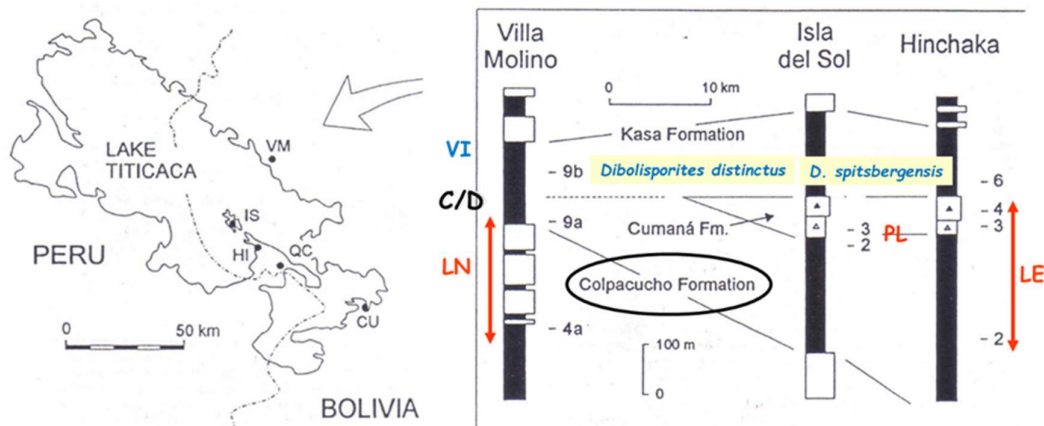 LAKE
TITICACA
VM
IS
HI
QC
CU
PERU
BOLIVIA
0 50 km
Villa
Molino
Isla
del Sol
Hinchaka
0 10 km
Kasa Formation
VI
- 9b
Dibolisporites distinctus
D. spitsbergensis
- 6
C/D
- 9a
Cumaná Fm.
- 3
- 2
PL
- 4
- 3
LN
Colpacucho Formation
LE
- 4a
100 m
0
- 2